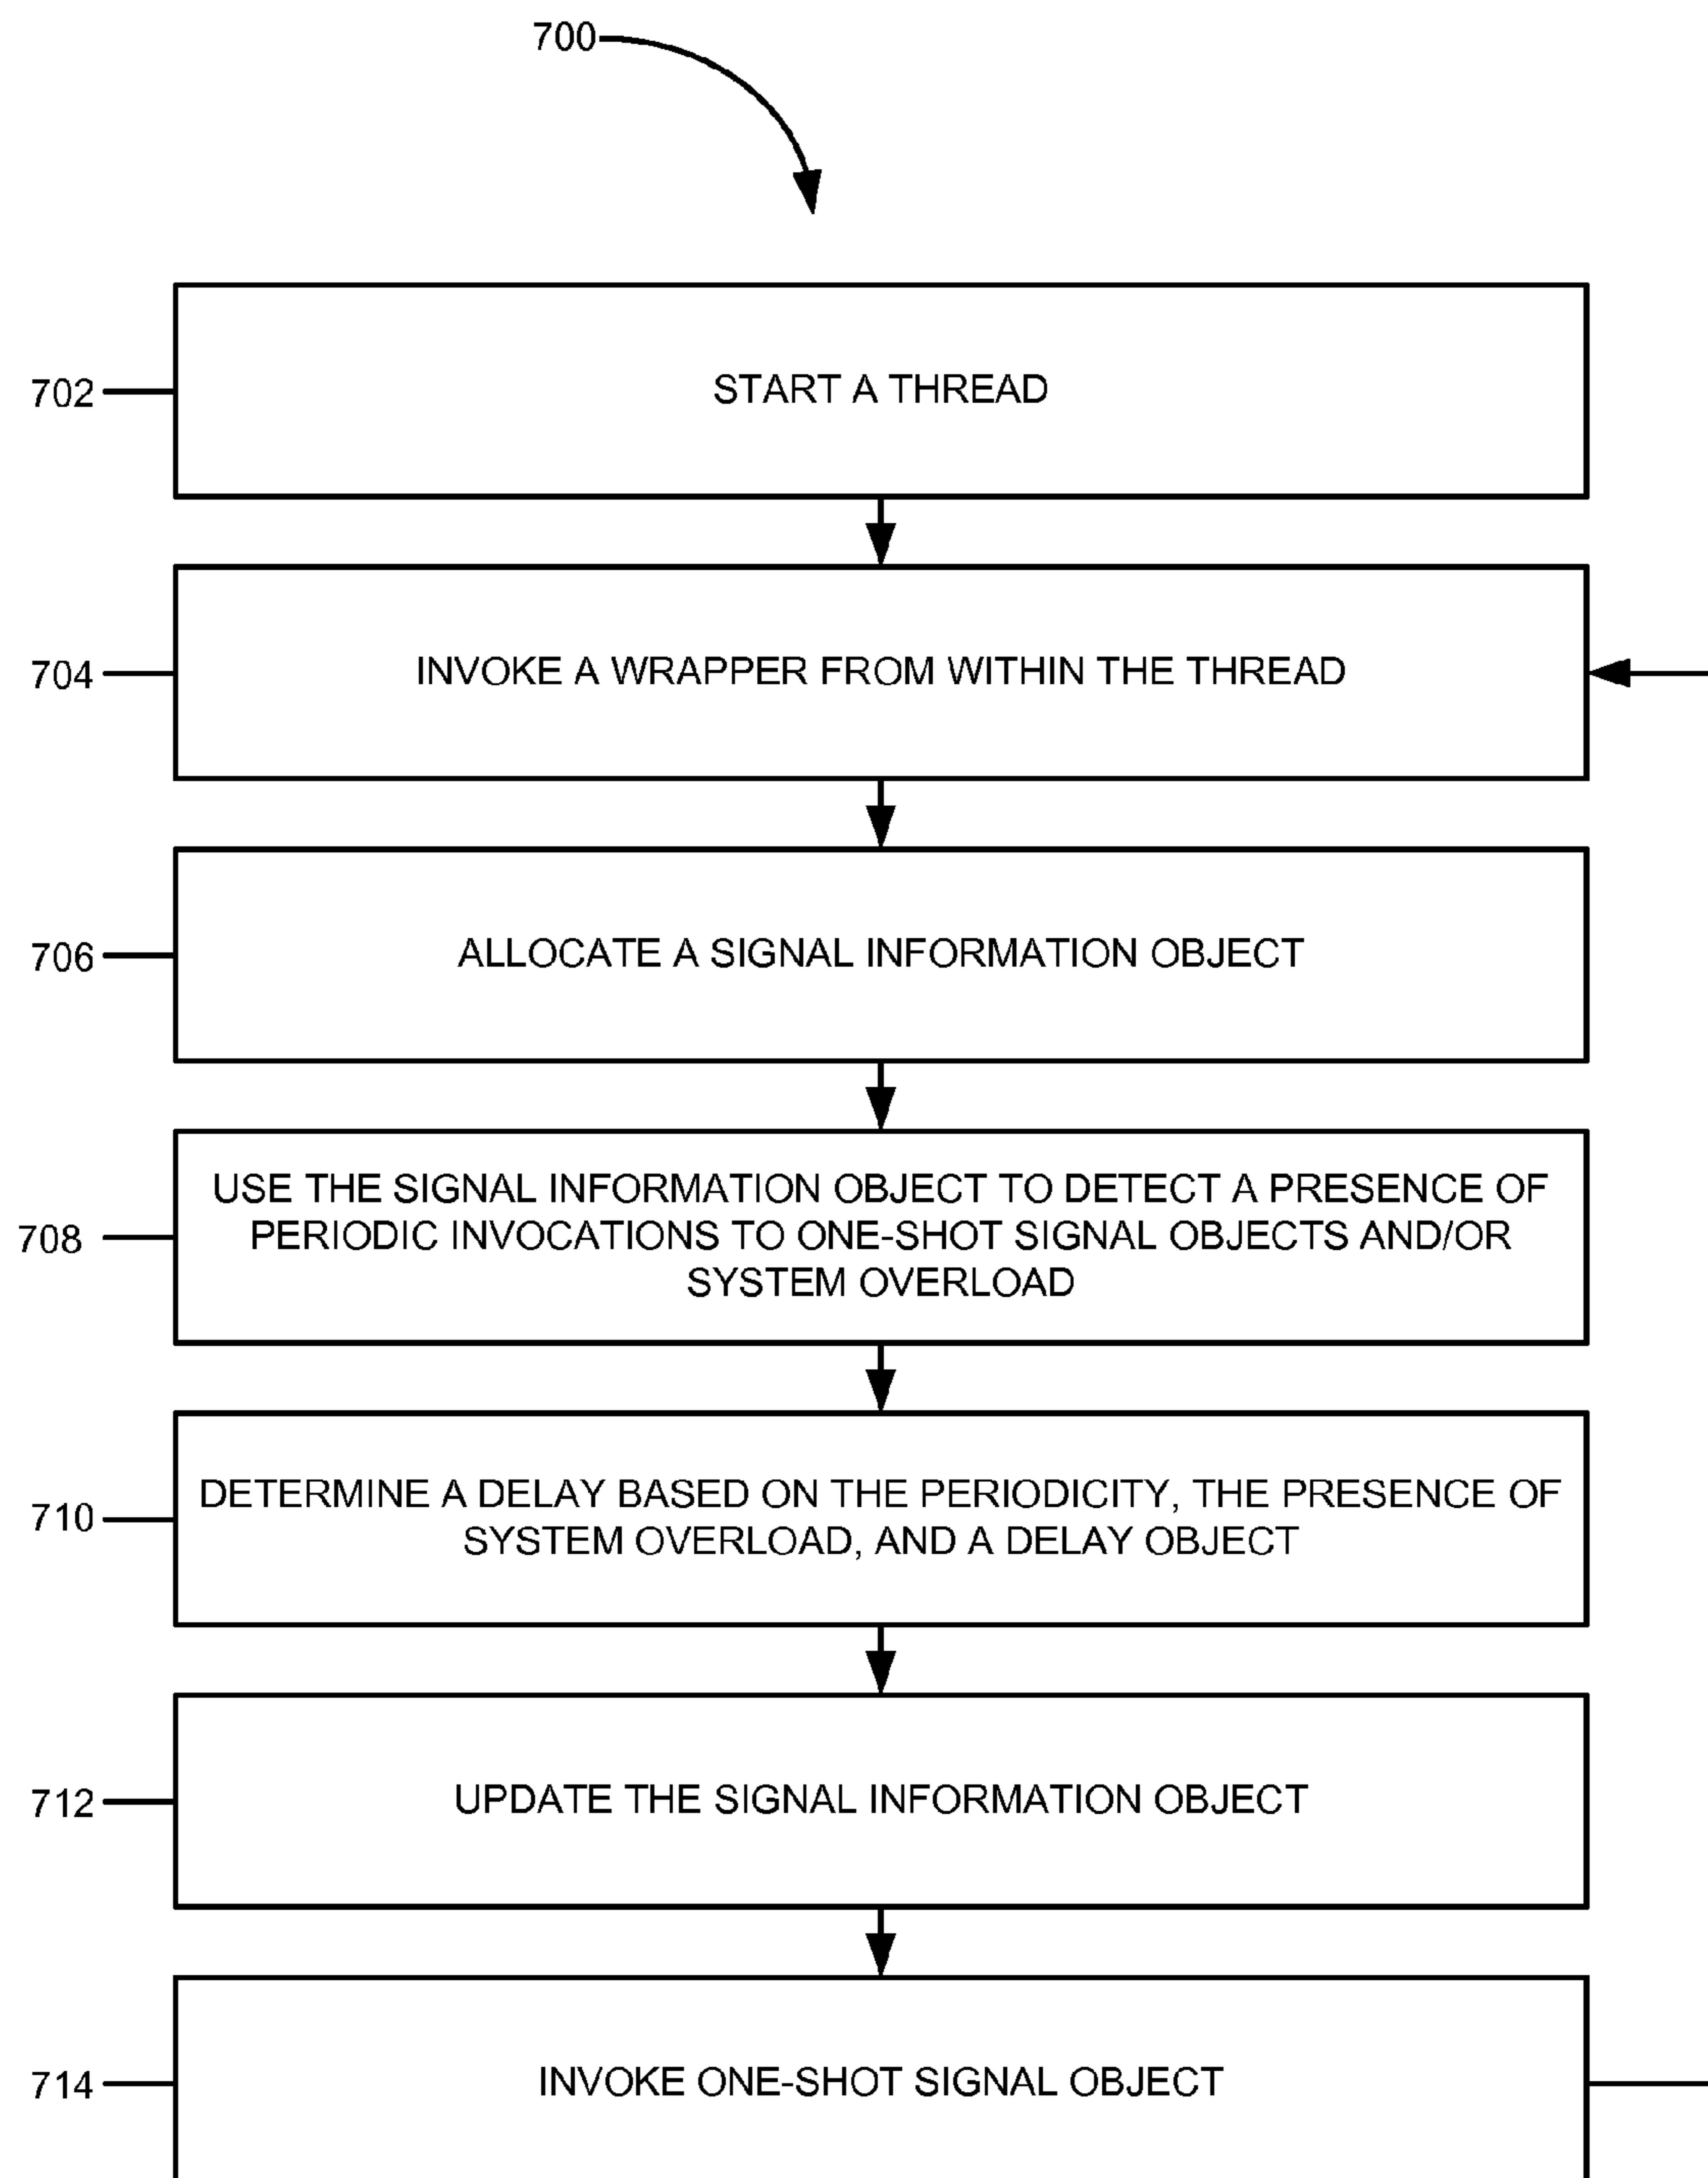 700
702
START A THREAD
704
INVOKE A WRAPPER FROM WITHIN THE THREAD
706
ALLOCATE A SIGNAL INFORMATION OBJECT
708
USE THE SIGNAL INFORMATION OBJECT TO DETECT A PRESENCE OF
PERIODIC INVOCATIONS TO ONE-SHOT SIGNAL OBJECTS AND/OR
SYSTEM OVERLOAD
710
DETERMINE A DELAY BASED ON THE PERIODICITY, THE PRESENCE OF
SYSTEM OVERLOAD, AND A DELAY OBJECT
712
UPDATE THE SIGNAL INFORMATION OBJECT
714
INVOKE ONE-SHOT SIGNAL OBJECT